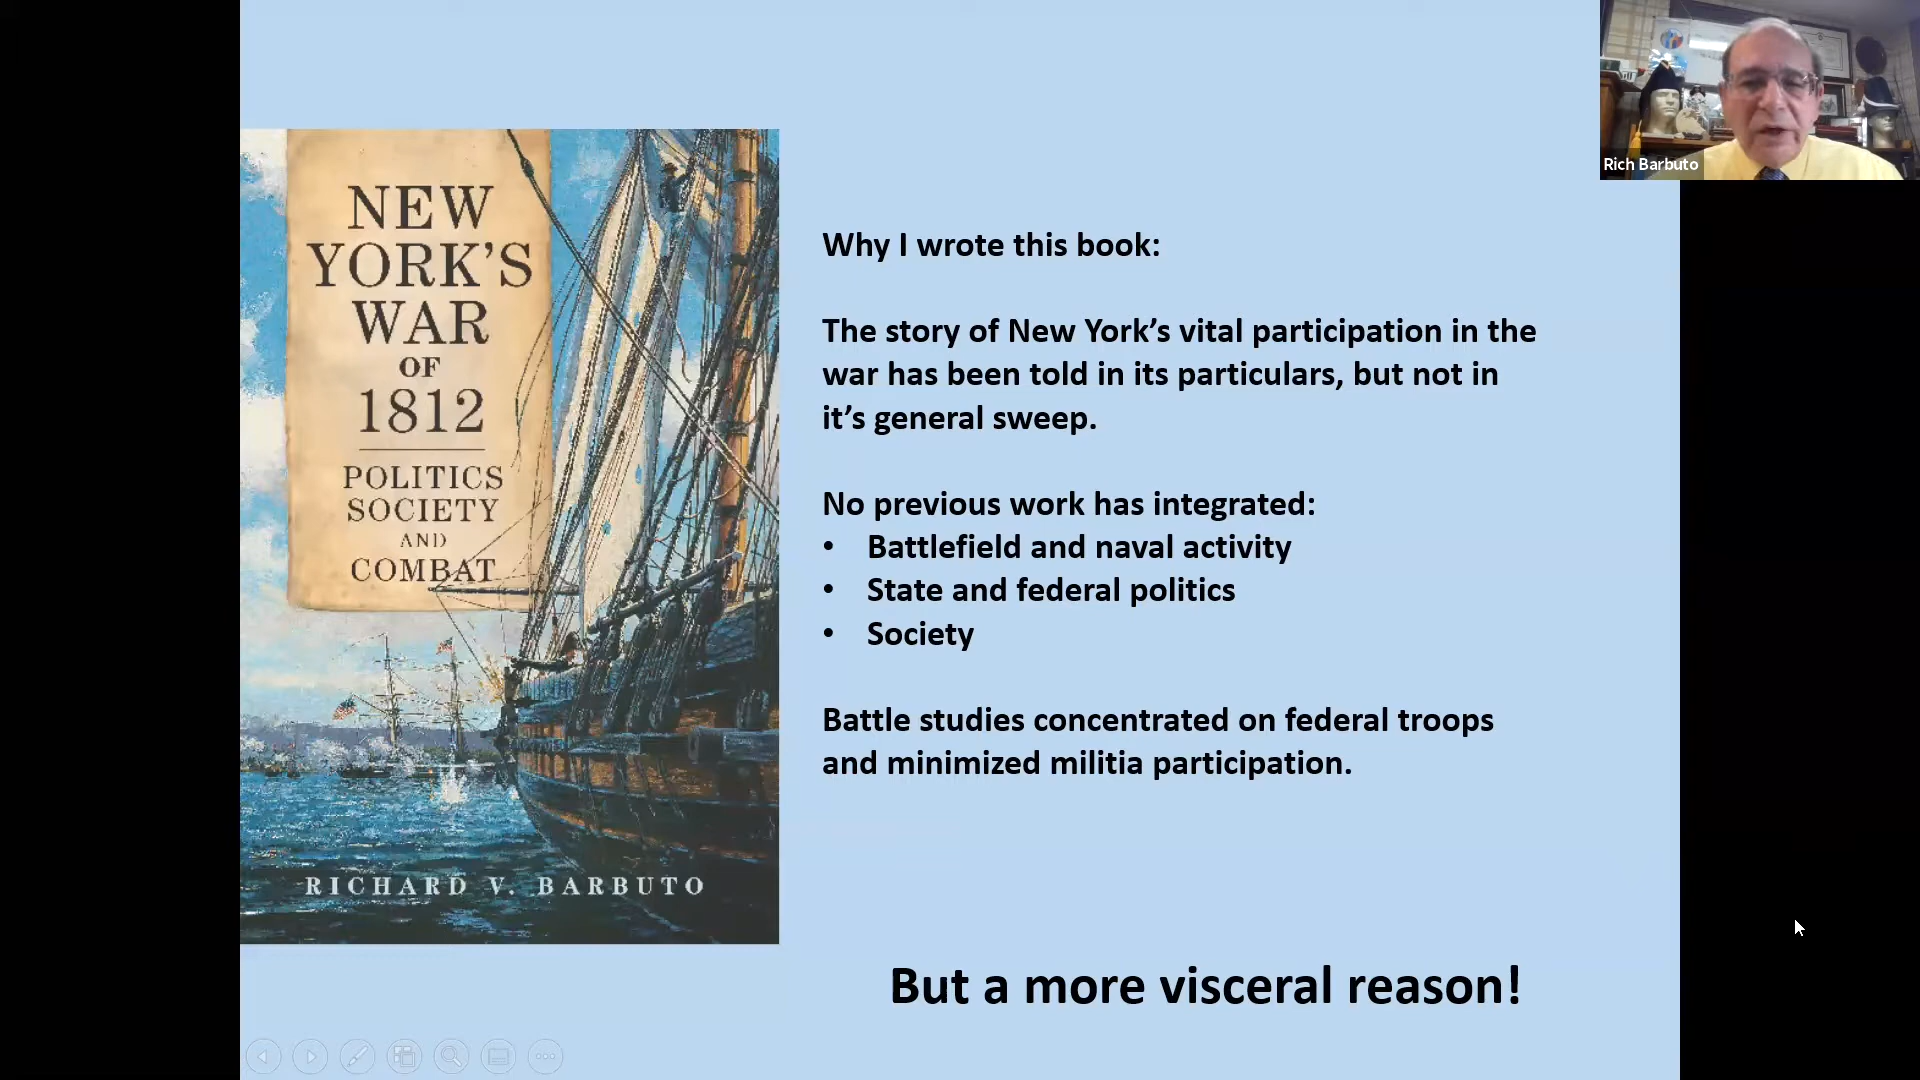 NEW
YORK'S
WAR
OF
1812
POLITICS
SOCIETY
AND
COMBAT
RICHARD V. BARBUTO
Why I wrote this book:
The story of New York’s vital participation in the
war has been told in its particulars, but not in
it’s general sweep.
No previous work has integrated:
• Battlefield and naval activity
• State and federal politics
• Society
Battle studies concentrated on federal troops
and minimized militia participation.
But a more visceral reason!
Rich Barbuto